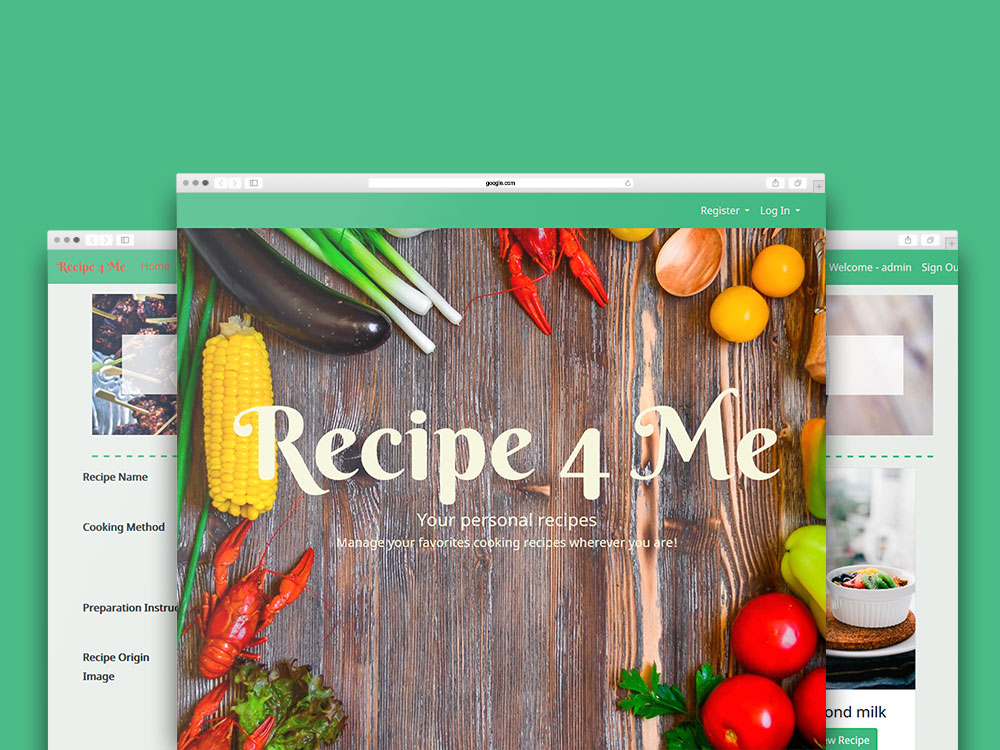 google.com
Register
Log In
Recipe 4 Me
Home
Welcome - admin
Sign Ou
Recipe 4 Me
Your personal recipes
Manage your favorites cooking recipes wherever you are!
Recipe Name
Cooking Method
Preparation Instruc
Recipe Origin
Image
ond milk
ew Recipe